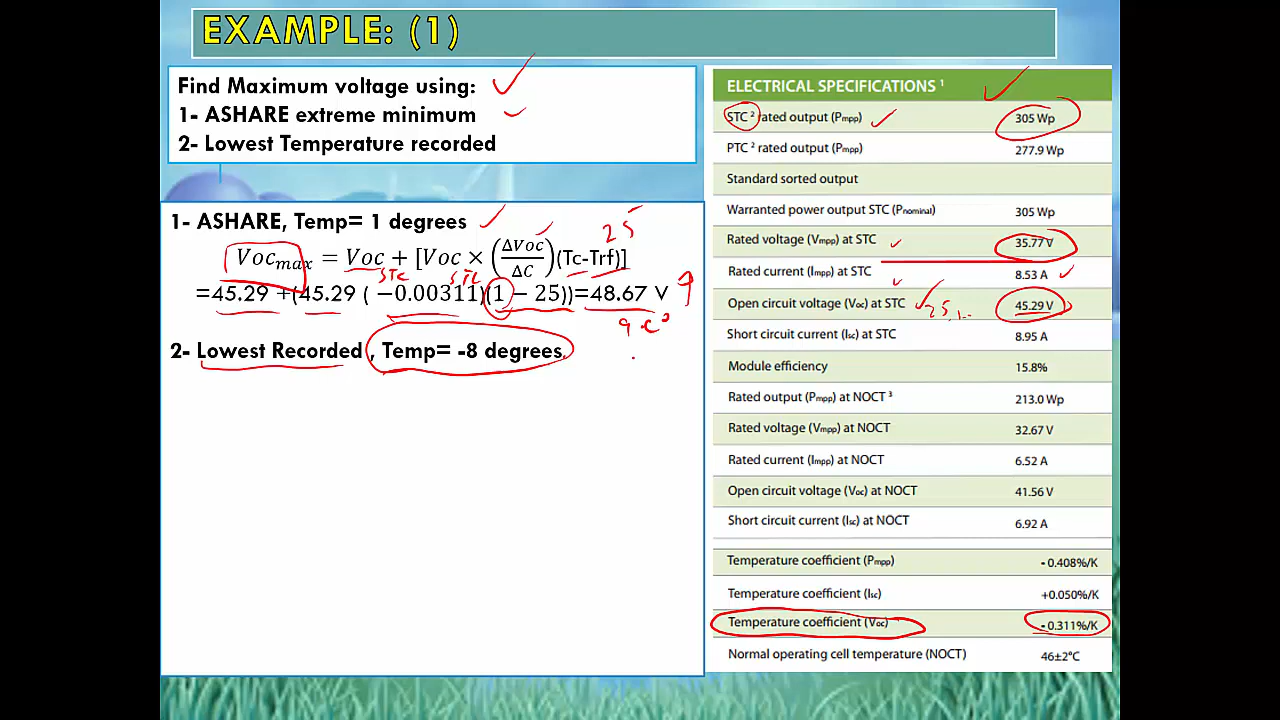 EXAMPLE: (1)
Find Maximum voltage using:
1- ASHARE extreme minimum
2- Lowest Temperature recorded
1- ASHARE, Temp= 1 degrees
25
Voc_max = Voc + [Voc × (ΔVoc/ΔC)(Tc-Trf)]
STC STC
=45.29 +(45.29 ( −0.00311)(1 − 25))=48.67 V
9 C°
2- Lowest Recorded , Temp= -8 degrees.
ELECTRICAL SPECIFICATIONS ¹
STC ² rated output (Pmpp) 305 Wp
PTC ² rated output (Pmpp) 277.9 Wp
Standard sorted output
Warranted power output STC (Pnominal) 305 Wp
Rated voltage (Vmpp) at STC 35.77 V
Rated current (Impp) at STC 8.53 A
Open circuit voltage (Voc) at STC 25 45.29 V
Short circuit current (Isc) at STC 8.95 A
Module efficiency 15.8%
Rated output (Pmpp) at NOCT ³ 213.0 Wp
Rated voltage (Vmpp) at NOCT 32.67 V
Rated current (Impp) at NOCT 6.52 A
Open circuit voltage (Voc) at NOCT 41.56 V
Short circuit current (Isc) at NOCT 6.92 A
Temperature coefficient (Pmpp) - 0.408%/K
Temperature coefficient (Isc) +0.050%/K
Temperature coefficient (Voc) - 0.311%/K
Normal operating cell temperature (NOCT) 46±2°C